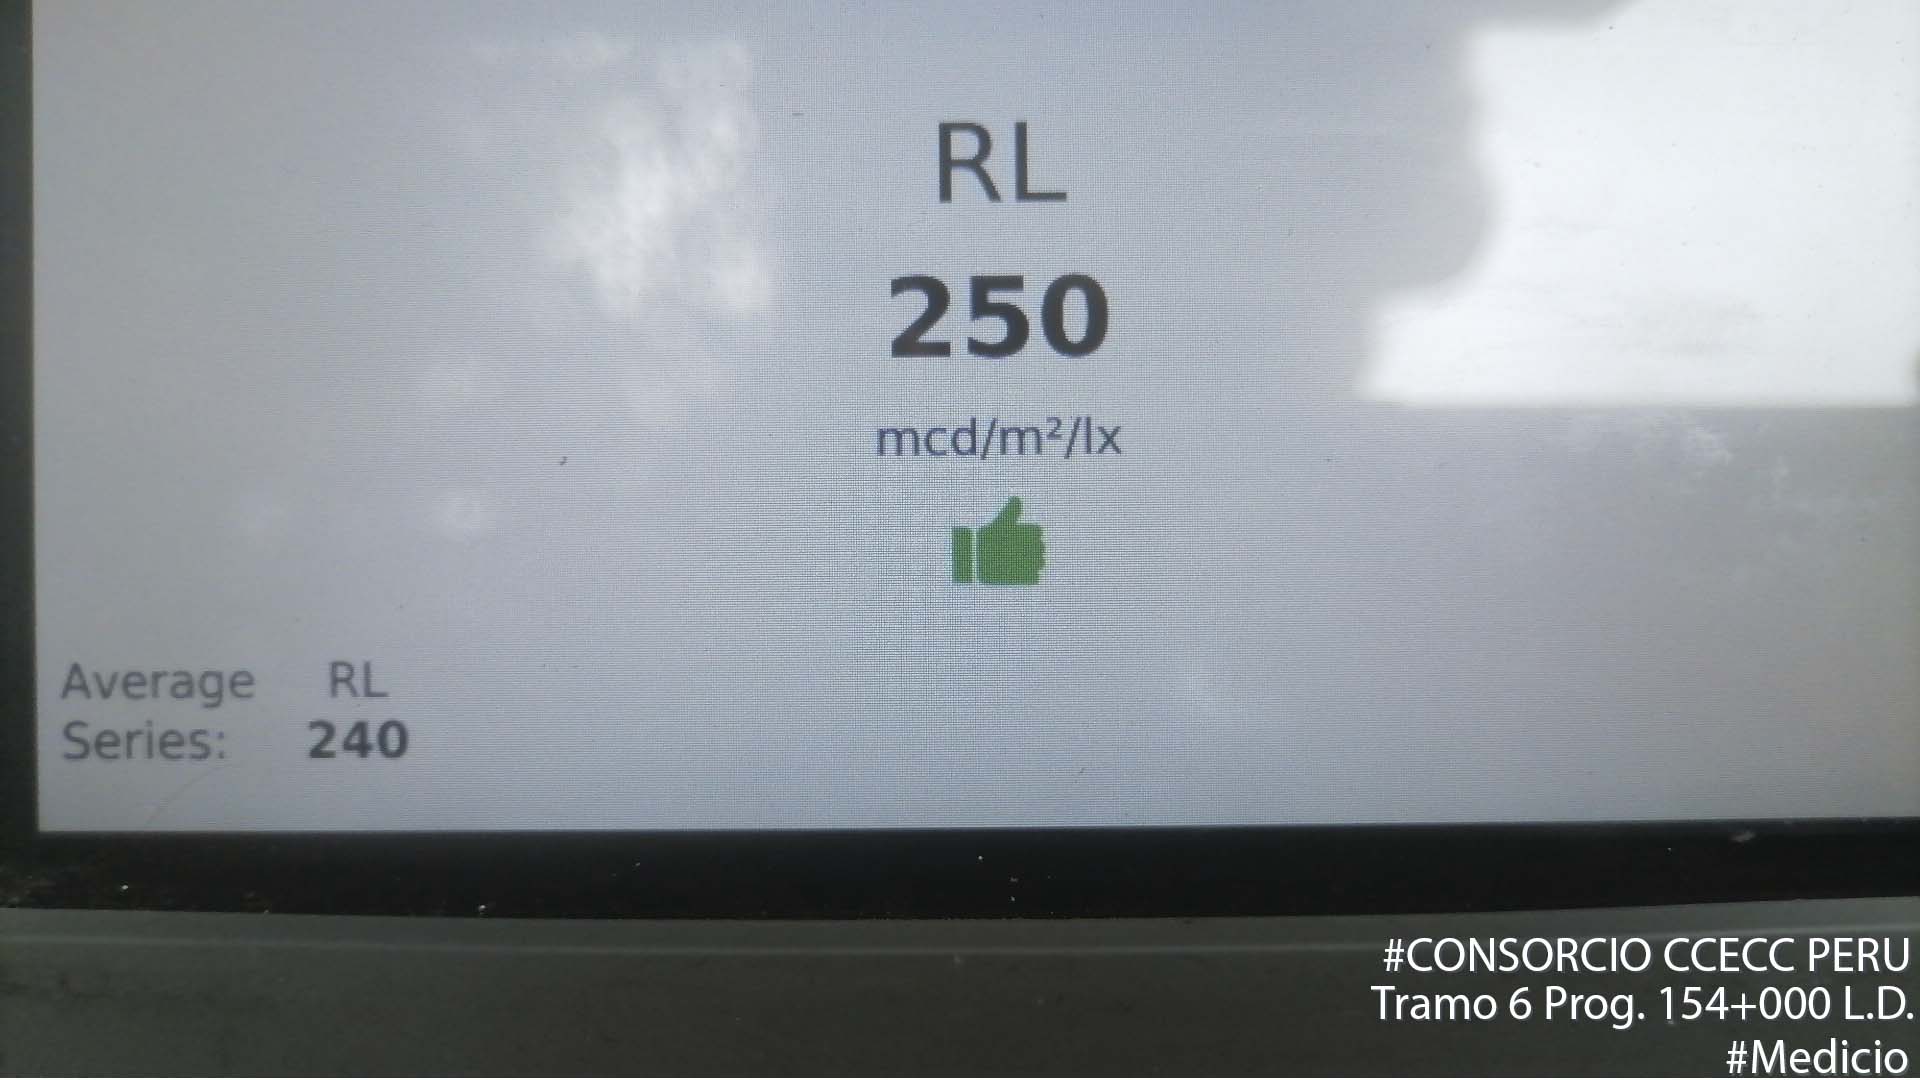 RL
250
mcd/m²/lx
Average RL
Series: 240
#CONSORCIO CCECC PERU
Tramo 6 Prog. 154+000 L.D.
#Medicio